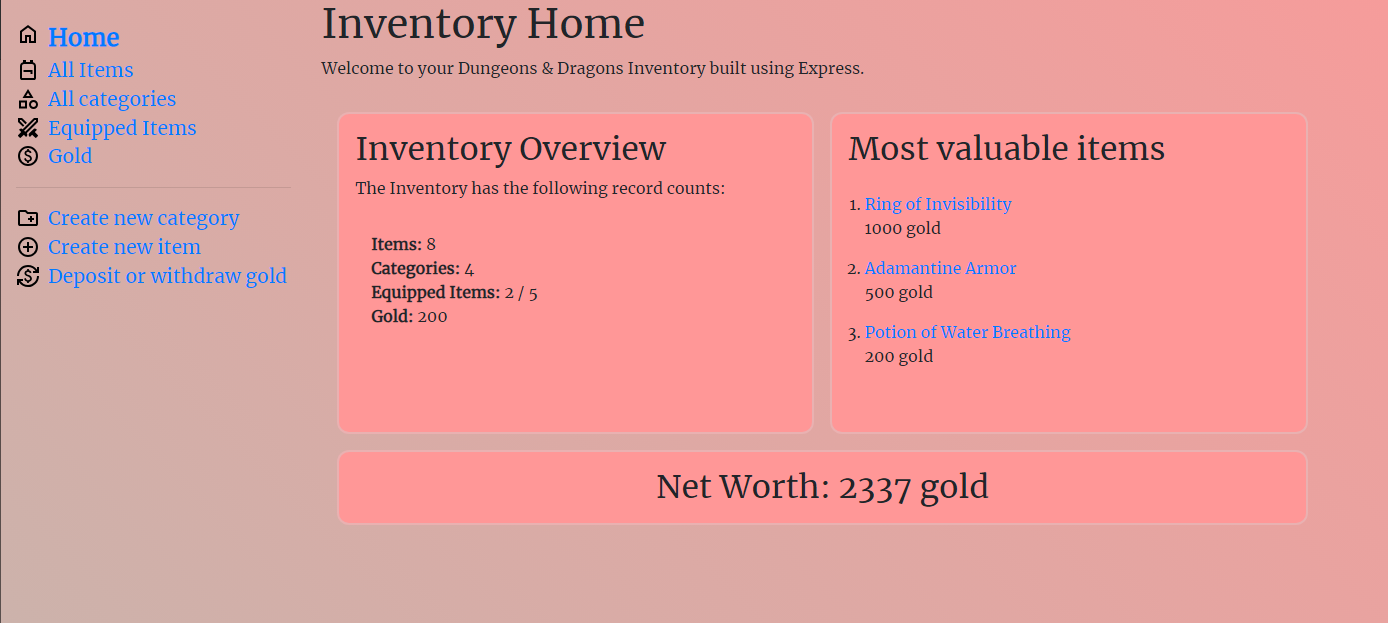 Home
All Items
All categories
Equipped Items
Gold
Create new category
Create new item
Deposit or withdraw gold
Inventory Home
Welcome to your Dungeons & Dragons Inventory built using Express.
Inventory Overview
The Inventory has the following record counts:
Items: 8
Categories: 4
Equipped Items: 2 / 5
Gold: 200
Most valuable items
1. Ring of Invisibility
1000 gold
2. Adamantine Armor
500 gold
3. Potion of Water Breathing
200 gold
Net Worth: 2337 gold